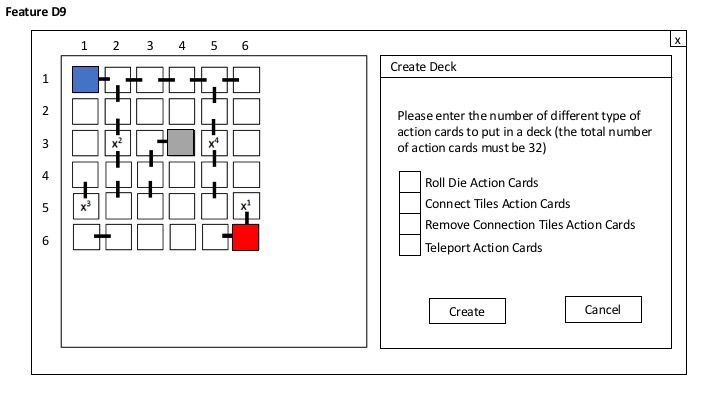 Feature D9
x
1 2 3 4 5 6
Create Deck
1
2
Please enter the number of different type of
action cards to put in a deck (the total number
of action cards must be 32)
3 x² x⁴
4
Roll Die Action Cards
5 x³ x¹
Connect Tiles Action Cards
Remove Connection Tiles Action Cards
6
Teleport Action Cards
Create
Cancel